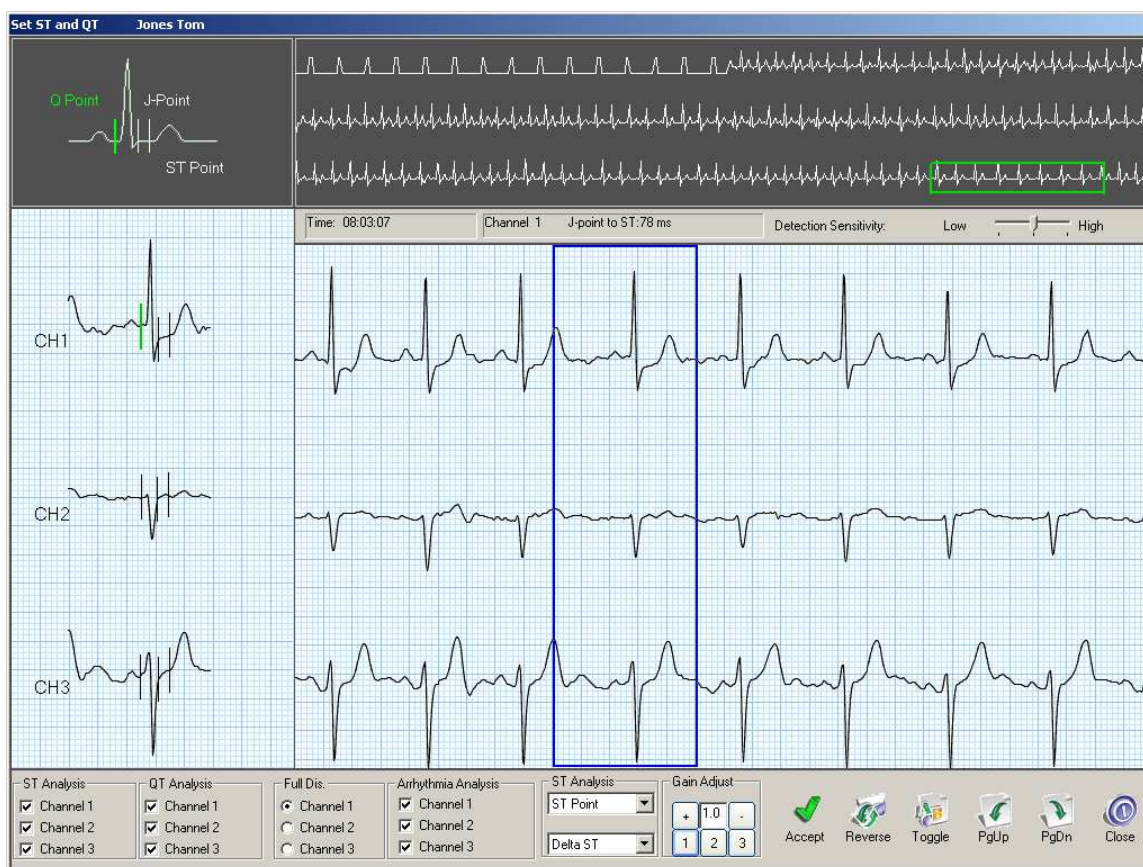 Set ST and QT Jones Tom
Q Point
J-Point
ST Point
Time: 08:03:07
Channel 1 J-point to ST:78 ms
Detection Sensitivity: Low High
CH1
CH2
CH3
ST Analysis
Channel 1
Channel 2
Channel 3
QT Analysis
Channel 1
Channel 2
Channel 3
Full Dis.
Channel 1
Channel 2
Channel 3
Arrhythmia Analysis
Channel 1
Channel 2
Channel 3
ST Analysis
ST Point
Delta ST
Gain Adjust
+ 1.0 -
1 2 3
Accept
Reverse
Toggle
PgUp
PgDn
Close